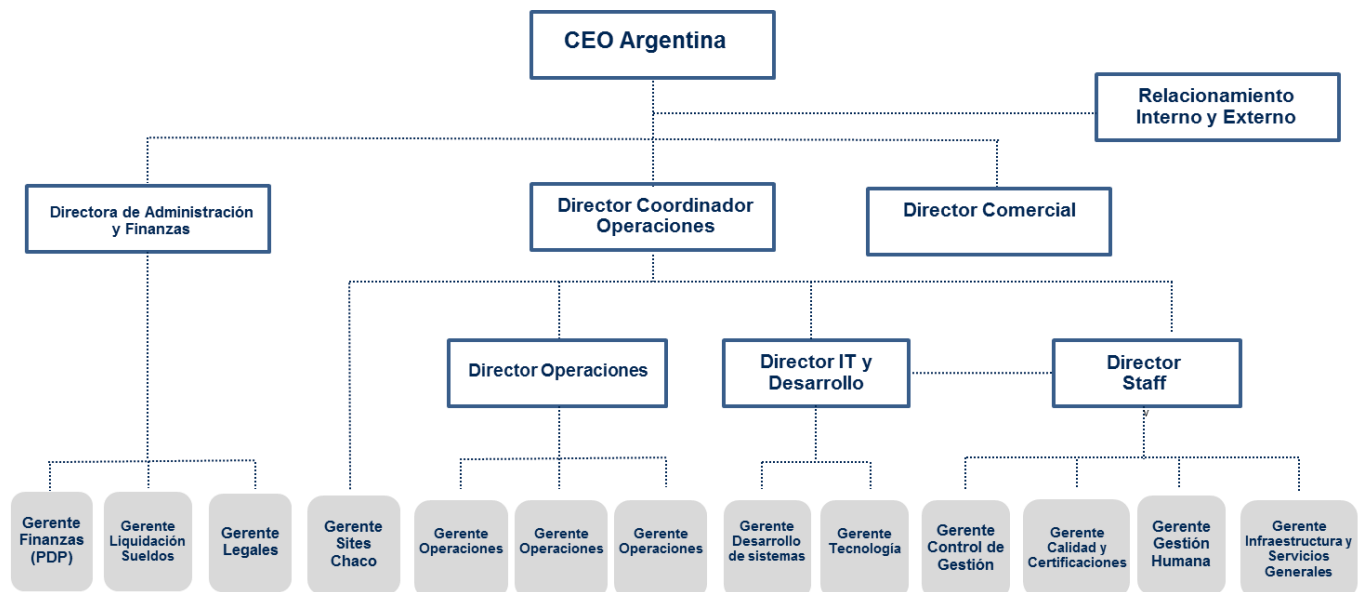 CEO Argentina
Relacionamiento
Interno y Externo
Directora de Administración
y Finanzas
Director Coordinador
Operaciones
Director Comercial
Director Operaciones
Director IT y
Desarrollo
Director
Staff
y
Gerente
Finanzas
(PDP)
Gerente
Liquidación
Sueldos
Gerente
Legales
Gerente
Sites
Chaco
Gerente
Operaciones
Gerente
Operaciones
Gerente
Operaciones
Gerente
Desarrollo
de sistemas
Gerente
Tecnología
Gerente
Control de
Gestión
Gerente
Calidad y
Certificaciones
Gerente
Gestión
Humana
Gerente
Infraestructura y
Servicios
Generales